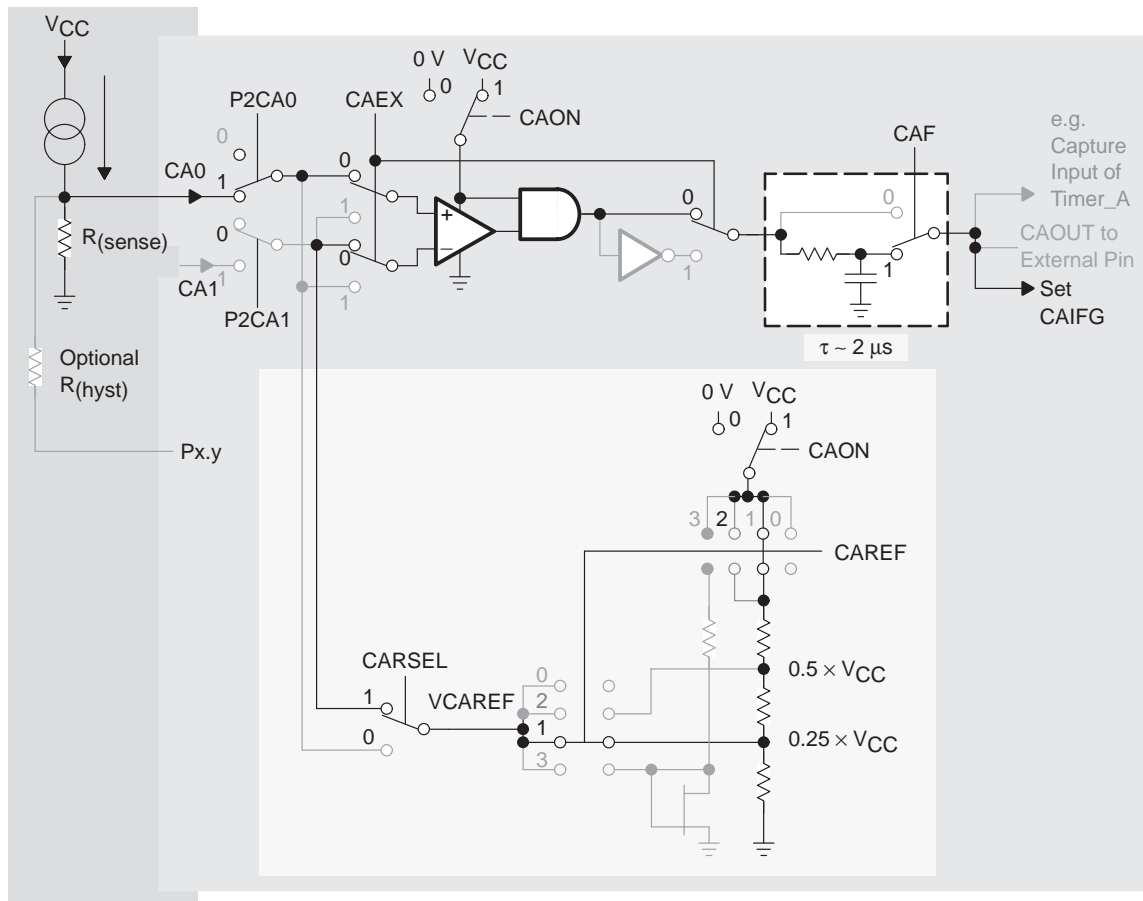 VCC
0 V VCC
0 1
P2CA0 CAEX
CAON
CAF
e.g.
Capture
Input of
Timer_A
0
CA0
1
0
0
0
+
1
R(sense)
0
0
–
CAOUT to
External Pin
CA1
1
1
1
1
Set
CAIFG
P2CA1
τ ~ 2 µs
Optional
R(hyst)
0 V VCC
0 1
Px.y
CAON
3 2 1 0
CAREF
CARSEL
0.5 × VCC
VCAREF
0
1
2
1
0
0.25 × VCC
3